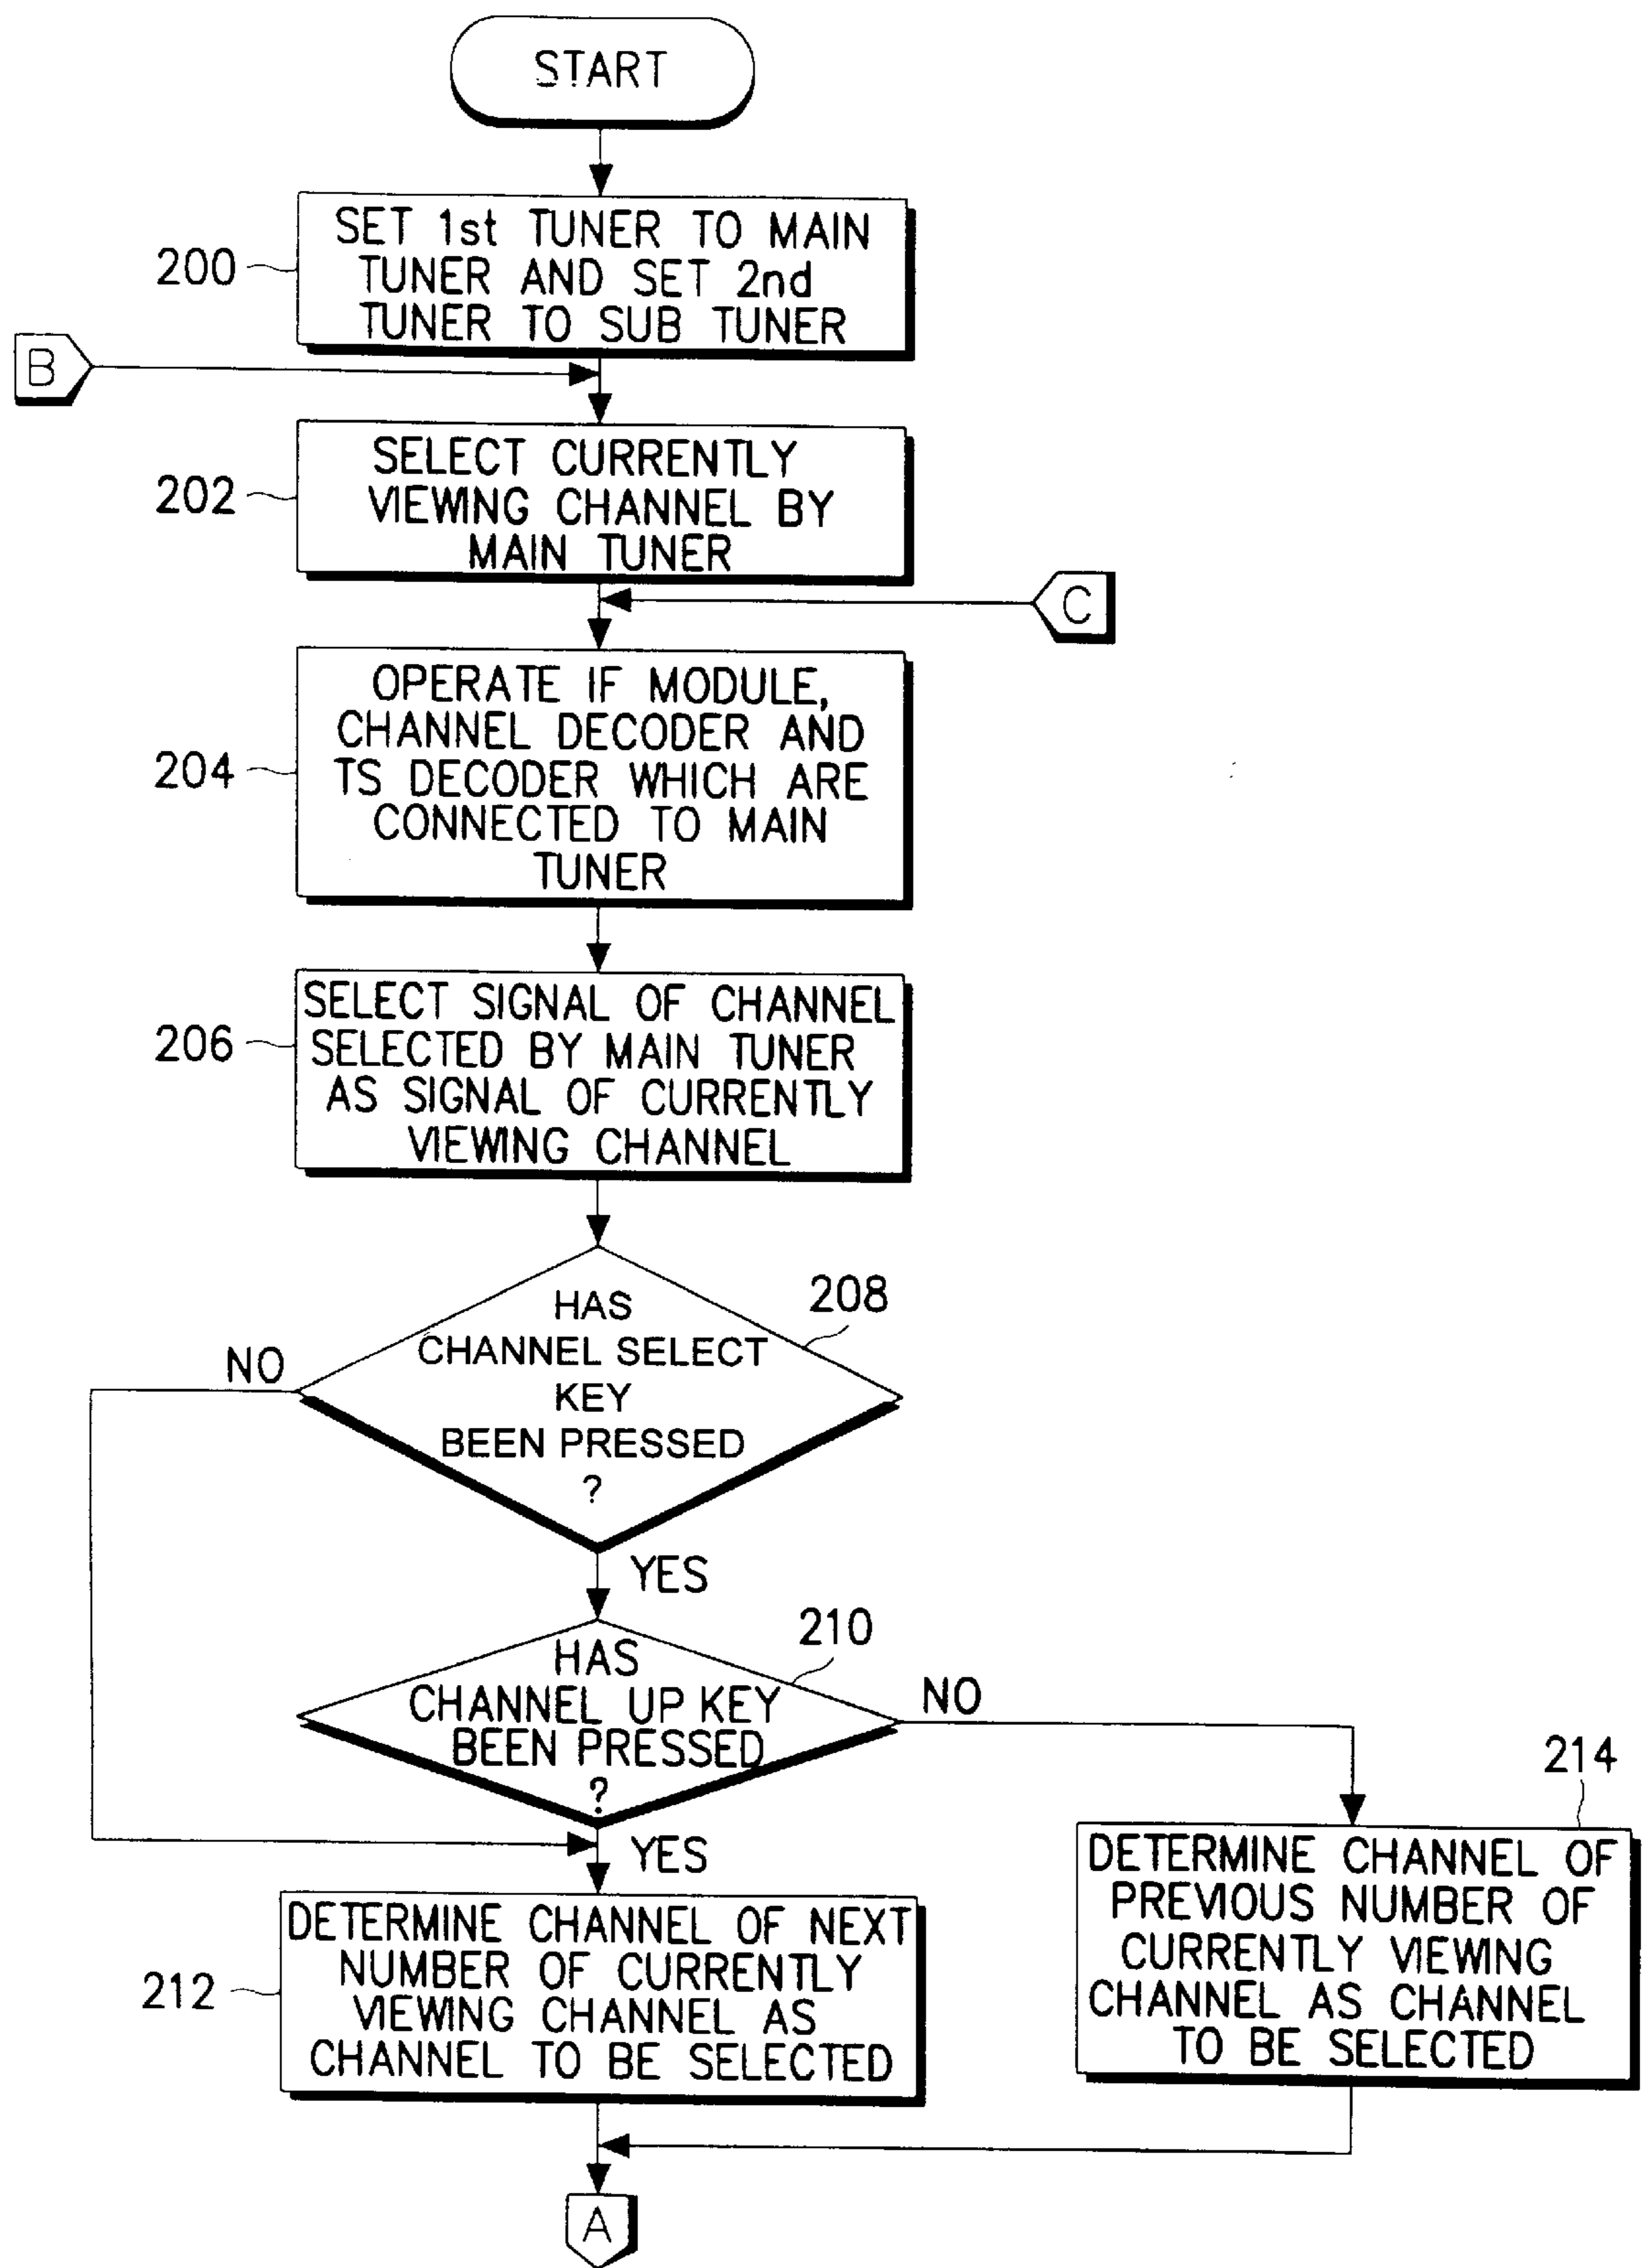 START
SET 1st TUNER TO MAIN
TUNER AND SET 2nd
TUNER TO SUB TUNER
200
B
SELECT CURRENTLY
VIEWING CHANNEL BY
MAIN TUNER
202
C
OPERATE IF MODULE,
CHANNEL DECODER AND
TS DECODER WHICH ARE
CONNECTED TO MAIN
TUNER
204
SELECT SIGNAL OF CHANNEL
SELECTED BY MAIN TUNER
AS SIGNAL OF CURRENTLY
VIEWING CHANNEL
206
HAS
CHANNEL SELECT
KEY
BEEN PRESSED
?
208
NO
YES
HAS
CHANNEL UP KEY
BEEN PRESSED
?
210
NO
YES
DETERMINE CHANNEL OF NEXT
NUMBER OF CURRENTLY
VIEWING CHANNEL AS
CHANNEL TO BE SELECTED
212
214
DETERMINE CHANNEL OF
PREVIOUS NUMBER OF
CURRENTLY VIEWING
CHANNEL AS CHANNEL
TO BE SELECTED
A